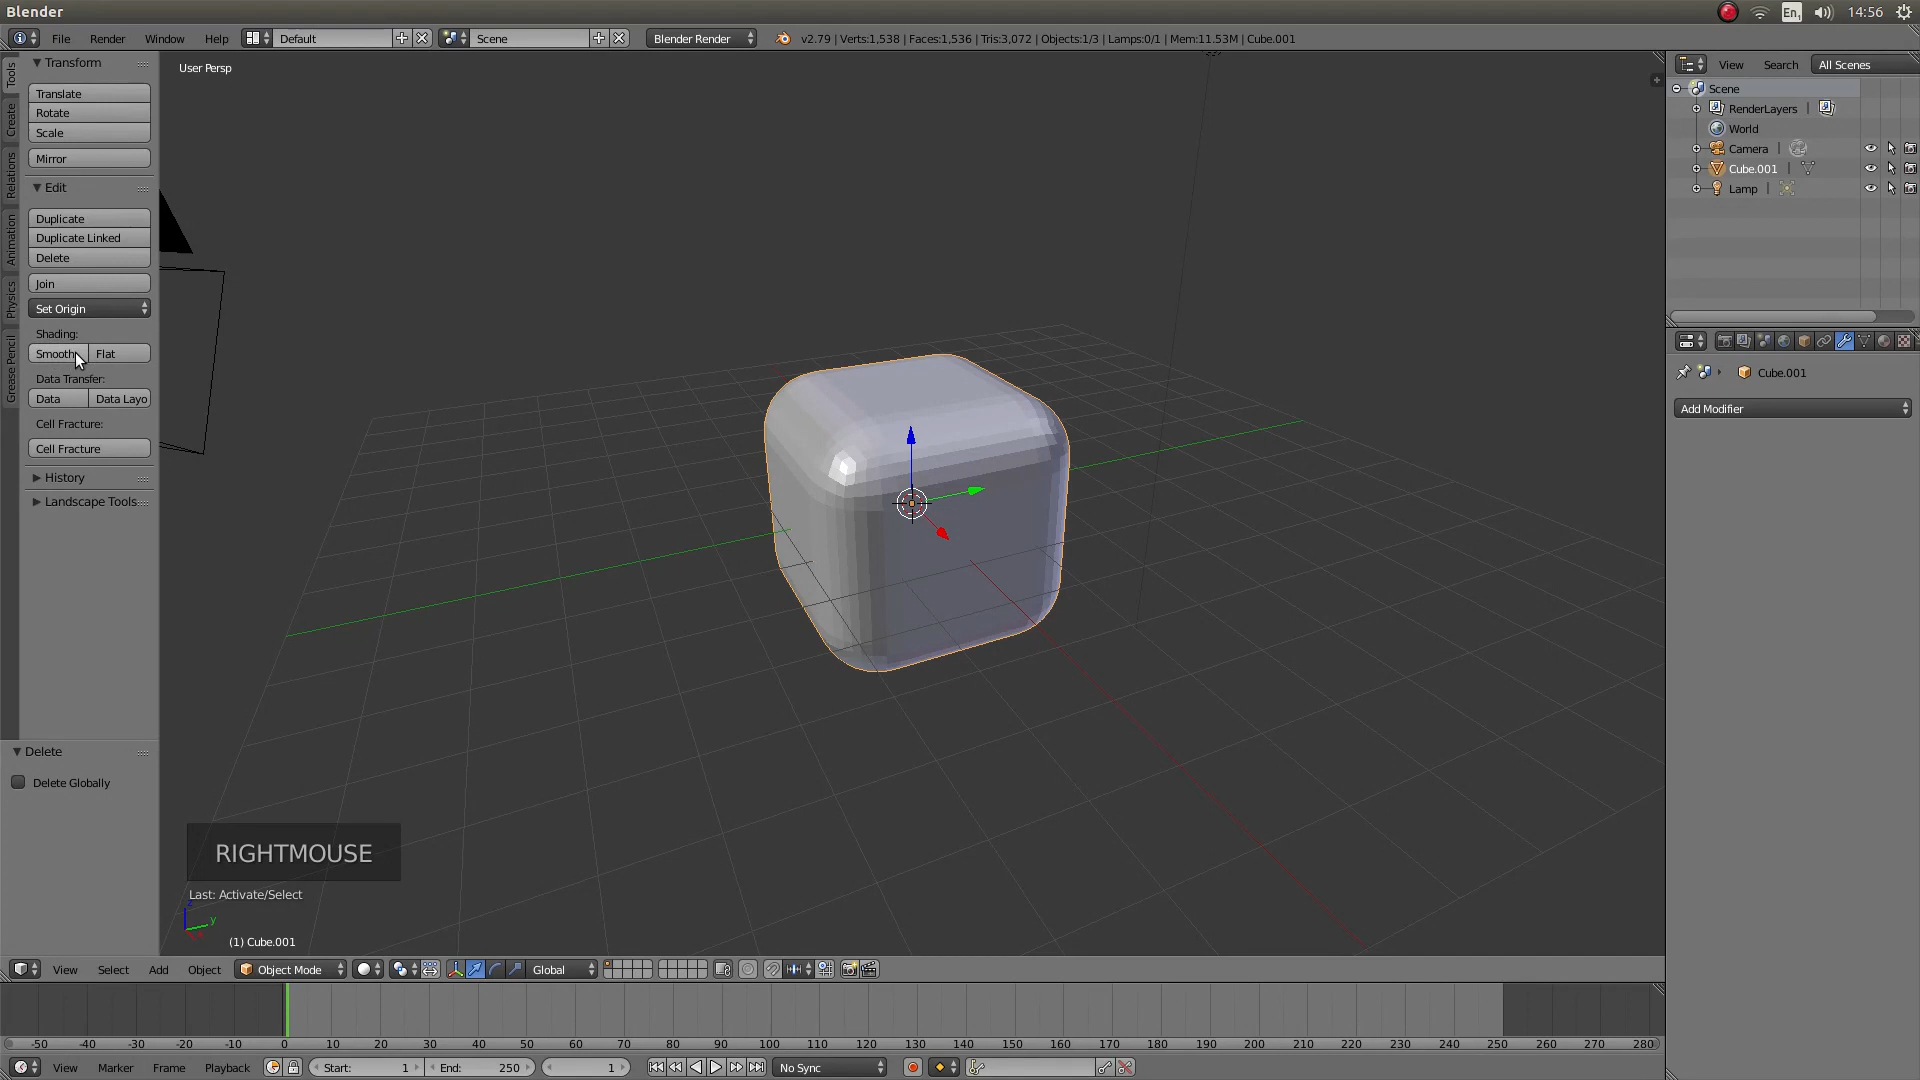 Blender
En1
14:56
File Render Window Help Default Scene Blender Render v2.79 | Verts:1,538 | Faces:1,536 | Tris:3,072 | Objects:1/3 | Lamps:0/1 | Mem:11.53M | Cube.001
Tools
Create
Relations
Animation
Physics
Grease Pencil
Transform
Translate
Rotate
Scale
Mirror
Edit
Duplicate
Duplicate Linked
Delete
Join
Set Origin
Shading:
Smooth Flat
Data Transfer:
Data Data Layo
Cell Fracture:
Cell Fracture
History
Landscape Tools
Delete
Delete Globally
User Persp
RIGHTMOUSE
Last: Activate/Select
z
y
(1) Cube.001
View Search All Scenes
Scene
RenderLayers |
World
Camera |
Cube.001 |
Lamp |
Cube.001
Add Modifier
View Select Add Object Object Mode Global
-50 -40 -30 -20 -10 0 10 20 30 40 50 60 70 80 90 100 110 120 130 140 150 160 170 180 190 200 210 220 230 240 250 260 270 280
View Marker Frame Playback Start: 1 End: 250 1 No Sync